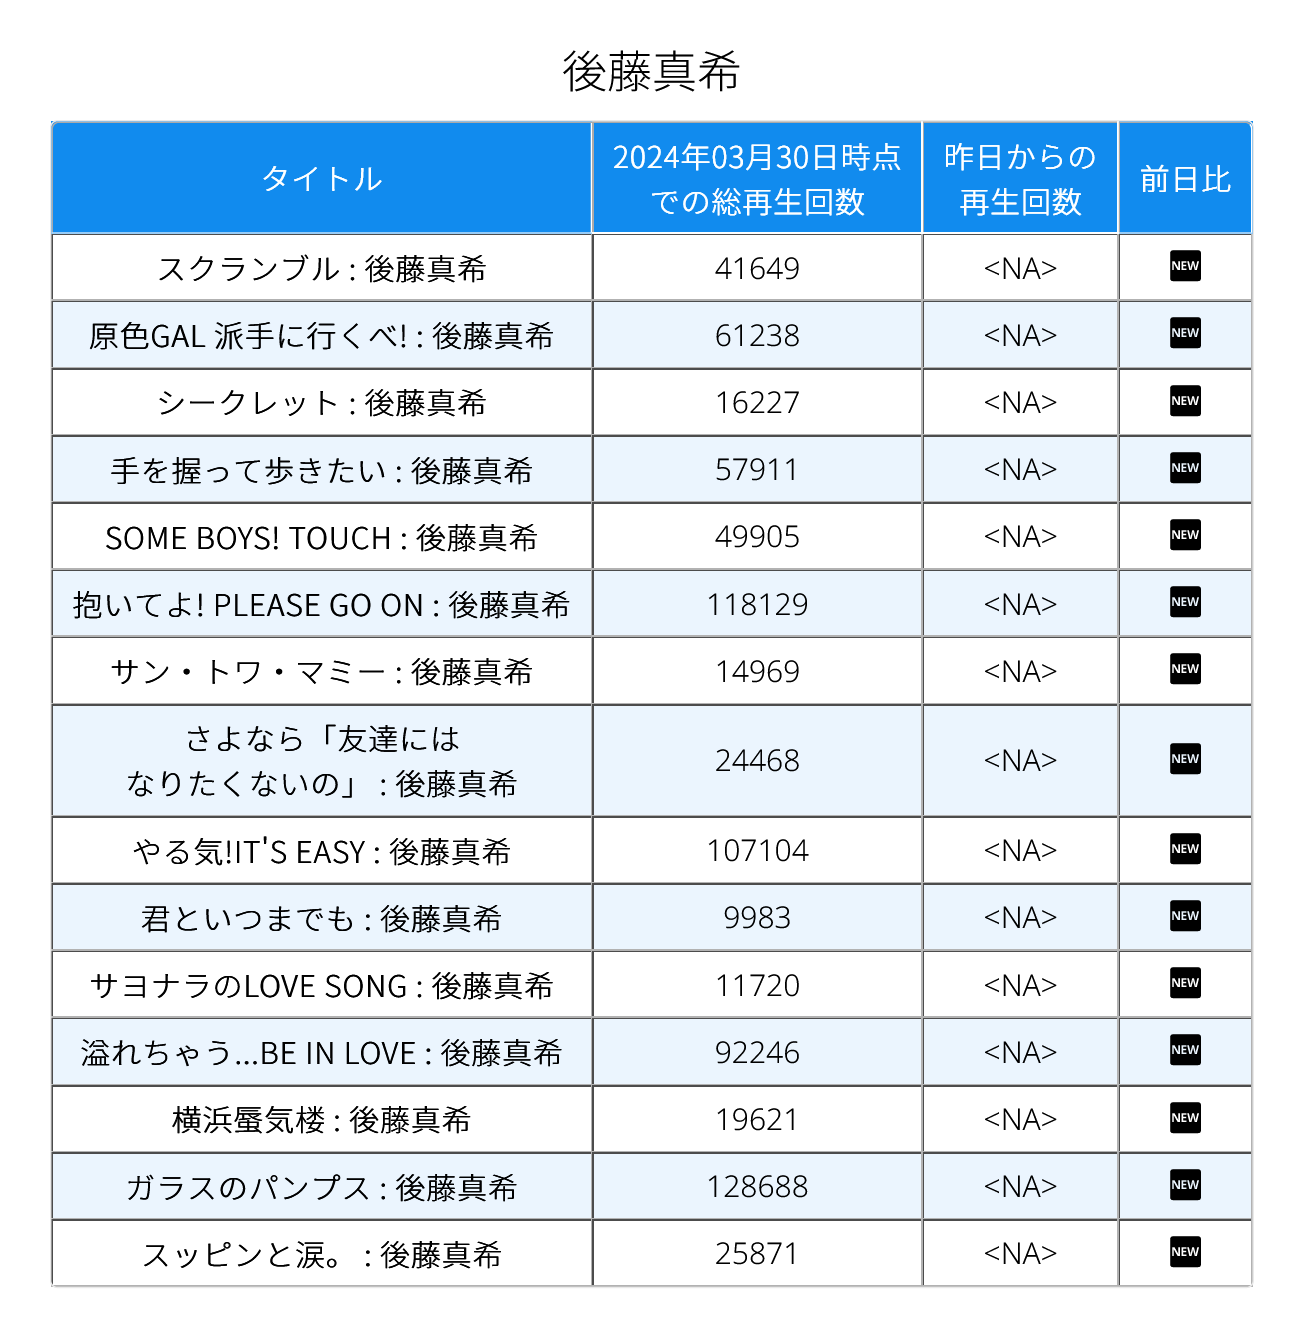 後藤真希
タイトル
2024年03月30日時点
での総再生回数
昨日からの
再生回数
前日比
スクランブル : 後藤真希
41649
<NA>
NEW
原色GAL 派手に行くべ! : 後藤真希
61238
<NA>
NEW
シークレット : 後藤真希
16227
<NA>
NEW
手を握って歩きたい : 後藤真希
57911
<NA>
NEW
SOME BOYS! TOUCH : 後藤真希
49905
<NA>
NEW
抱いてよ! PLEASE GO ON : 後藤真希
118129
<NA>
NEW
サン・トワ・マミー : 後藤真希
14969
<NA>
NEW
さよなら「友達には
なりたくないの」 : 後藤真希
24468
<NA>
NEW
やる気!IT'S EASY : 後藤真希
107104
<NA>
NEW
君といつまでも : 後藤真希
9983
<NA>
NEW
サヨナラのLOVE SONG : 後藤真希
11720
<NA>
NEW
溢れちゃう...BE IN LOVE : 後藤真希
92246
<NA>
NEW
横浜蜃気楼 : 後藤真希
19621
<NA>
NEW
ガラスのパンプス : 後藤真希
128688
<NA>
NEW
スッピンと涙。 : 後藤真希
25871
<NA>
NEW